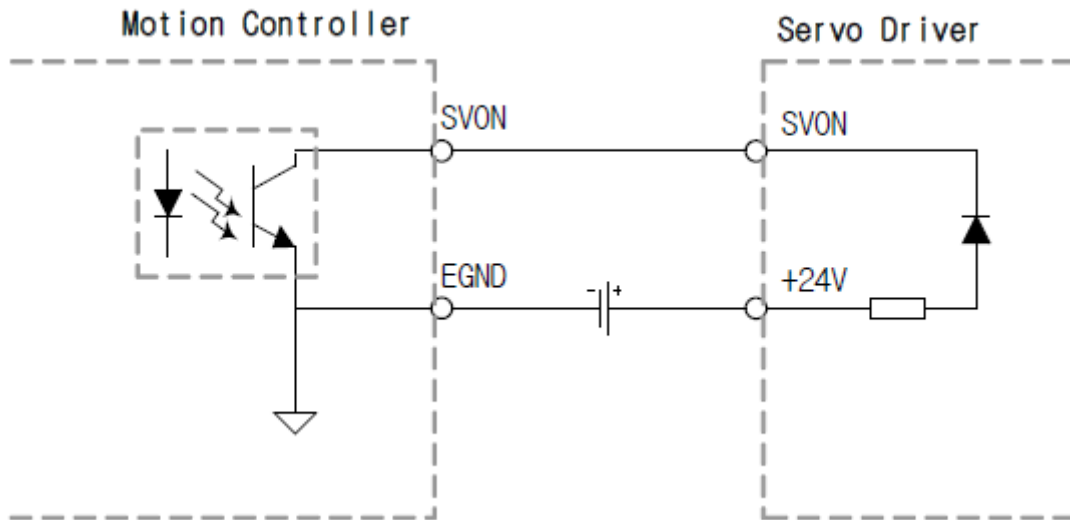 Motion Controller
Servo Driver
SVON
SVON
EGND
- +
+24V